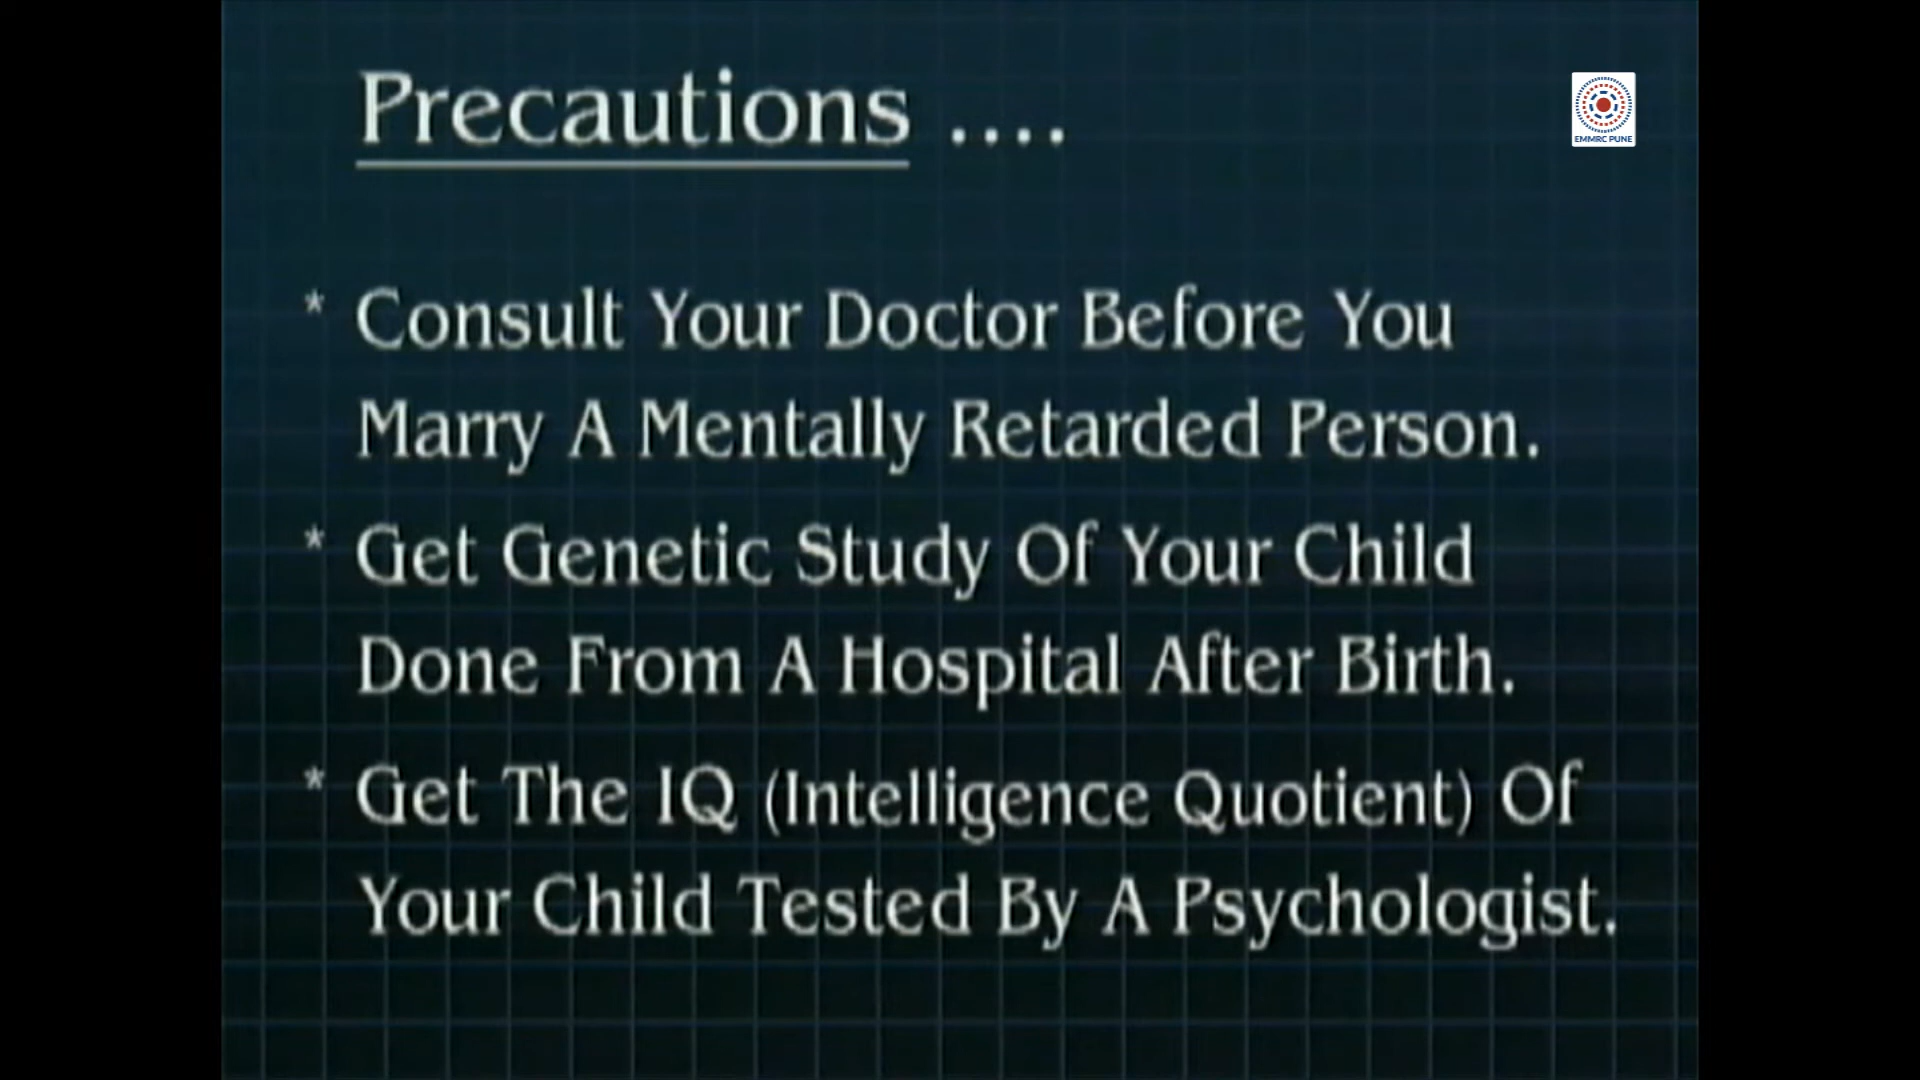 Precautions ....
EMMRC PUNE
* Consult Your Doctor Before You
Marry A Mentally Retarded Person.
* Get Genetic Study Of Your Child
Done From A Hospital After Birth.
* Get The IQ (Intelligence Quotient) Of
Your Child Tested By A Psychologist.